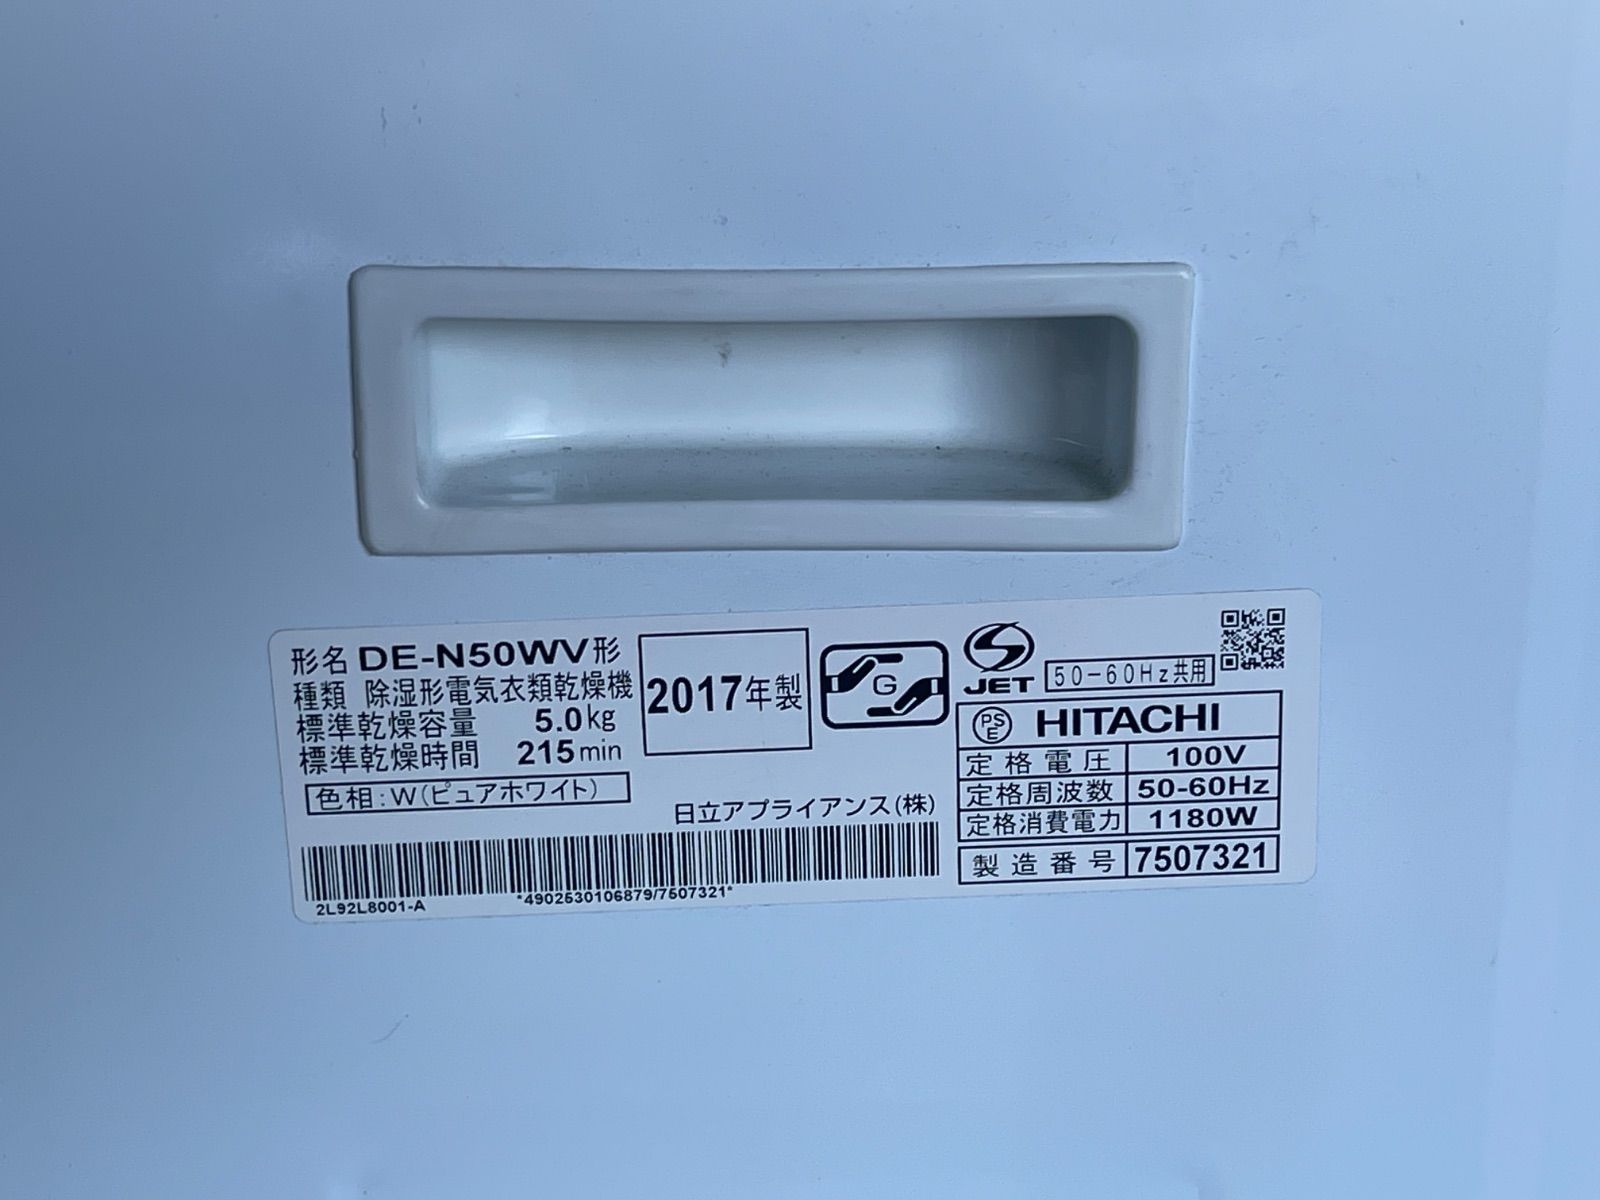 形名 DE-N50WV形
種類 除湿形電気衣類乾燥機
標準乾燥容量 5.0kg
標準乾燥時間 215min
色相:W(ピュアホワイト)
2017年製
G
JET
50-60Hz共用
日立アプライアンス(株)
2L92L8001-A
*4902530106879/7507321*
PS
E
HITACHI
定格電圧 100V
定格周波数 50-60Hz
定格消費電力 1180W
製造番号 7507321